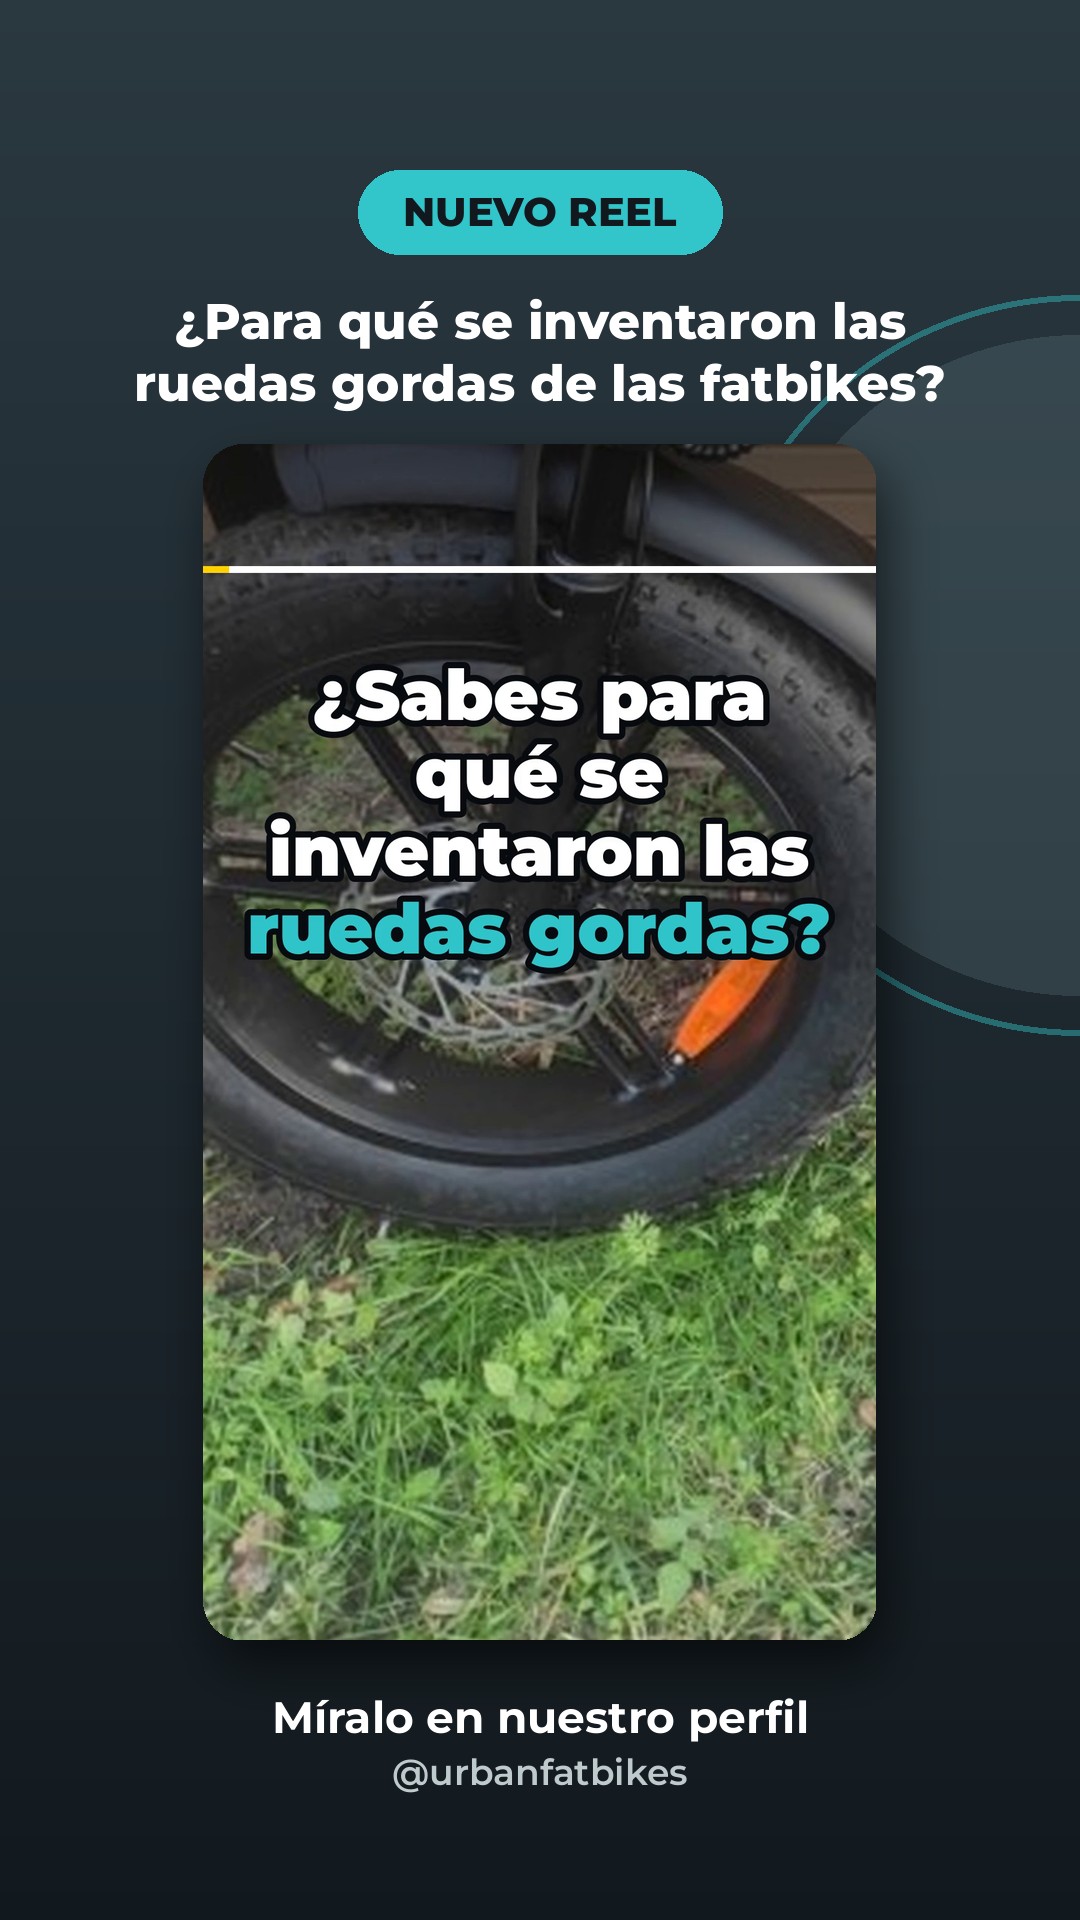 NUEVO REEL
¿Para qué se inventaron las
ruedas gordas de las fatbikes?
¿Sabes para
qué se
inventaron las
ruedas gordas?
Míralo en nuestro perfil
@urbanfatbikes